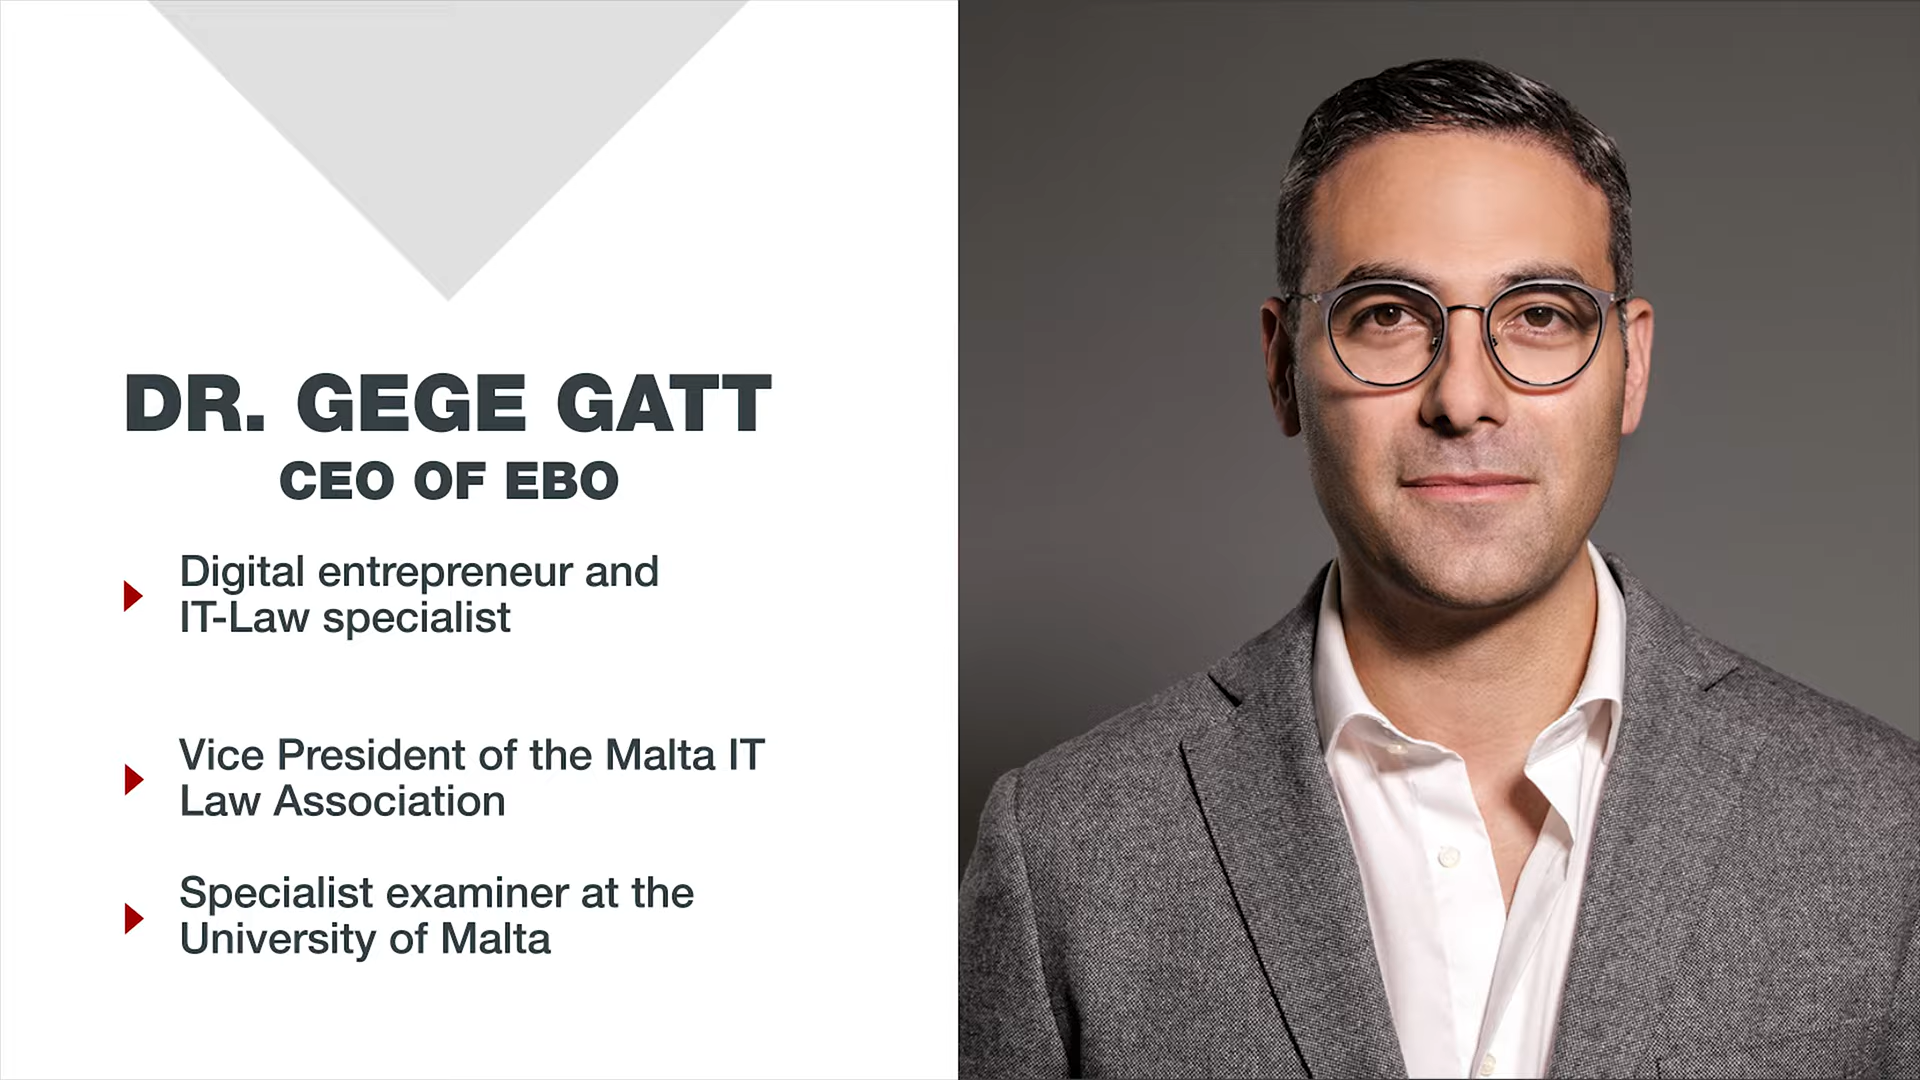 DR. GEGE GATT
CEO OF EBO
Digital entrepreneur and
IT-Law specialist
Vice President of the Malta IT
Law Association
Specialist examiner at the
University of Malta